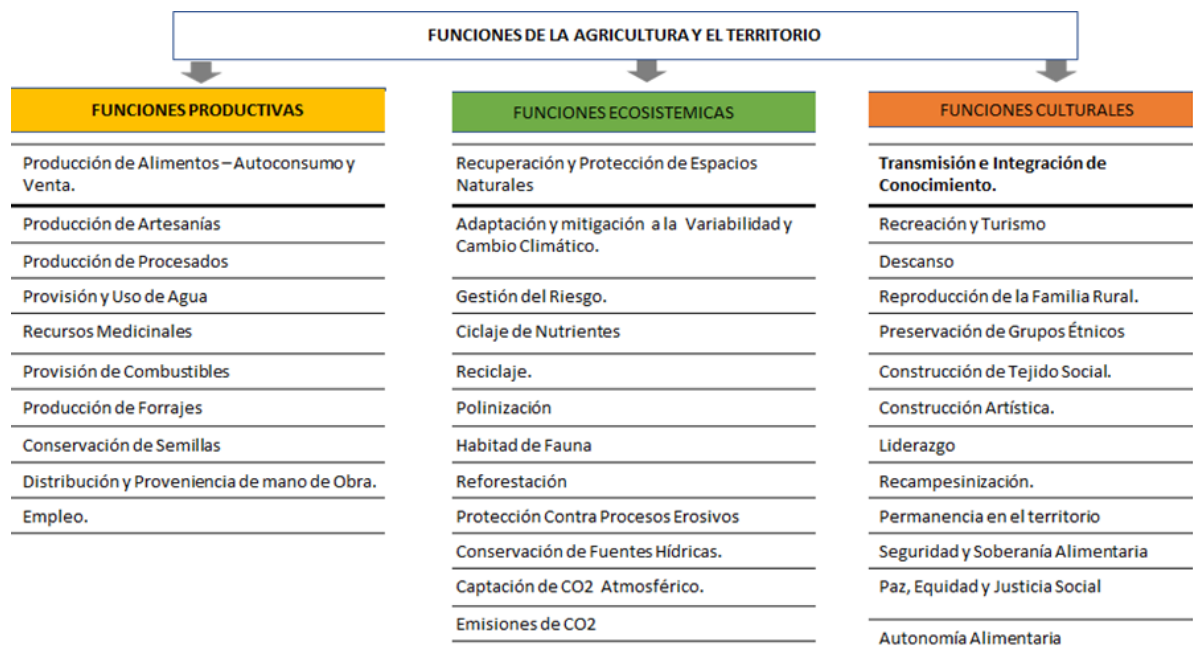 FUNCIONES DE LA AGRICULTURA Y EL TERRITORIO
FUNCIONES PRODUCTIVAS
Producción de Alimentos – Autoconsumo y
Venta.
Producción de Artesanías
Producción de Procesados
Provisión y Uso de Agua
Recursos Medicinales
Provisión de Combustibles
Producción de Forrajes
Conservación de Semillas
Distribución y Proveniencia de mano de Obra.
Empleo.
FUNCIONES ECOSISTEMICAS
Recuperación y Protección de Espacios
Naturales
Adaptación y mitigación a la Variabilidad y
Cambio Climático.
Gestión del Riesgo.
Ciclaje de Nutrientes
Reciclaje.
Polinización
Habitad de Fauna
Reforestación
Protección Contra Procesos Erosivos
Conservación de Fuentes Hídricas.
Captación de CO2 Atmosférico.
Emisiones de CO2
FUNCIONES CULTURALES
Transmisión e Integración de
Conocimiento.
Recreación y Turismo
Descanso
Reproducción de la Familia Rural.
Preservación de Grupos Étnicos
Construcción de Tejido Social.
Construcción Artística.
Liderazgo
Recampesinización.
Permanencia en el territorio
Seguridad y Soberanía Alimentaria
Paz, Equidad y Justicia Social
Autonomía Alimentaria